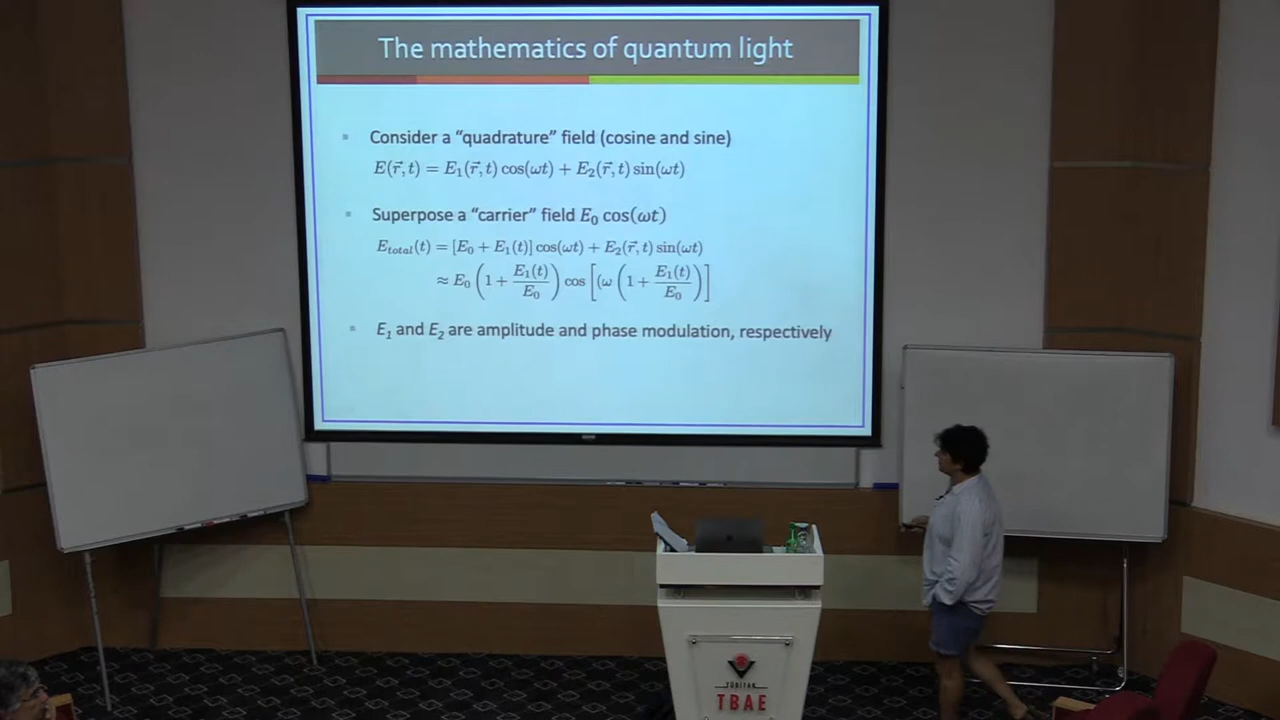 The mathematics of quantum light
▪ Consider a “quadrature” field (cosine and sine)
E(r⃗, t) = E₁(r⃗, t) cos(ωt) + E₂(r⃗, t) sin(ωt)
▪ Superpose a “carrier” field E₀ cos(ωt)
E_total(t) = [E₀ + E₁(t)] cos(ωt) + E₂(r⃗, t) sin(ωt)
≈ E₀ (1 + E₁(t)/E₀) cos [(ω (1 + E₁(t)/E₀)]
▪ E₁ and E₂ are amplitude and phase modulation, respectively
TÜBİTAK
TBAE